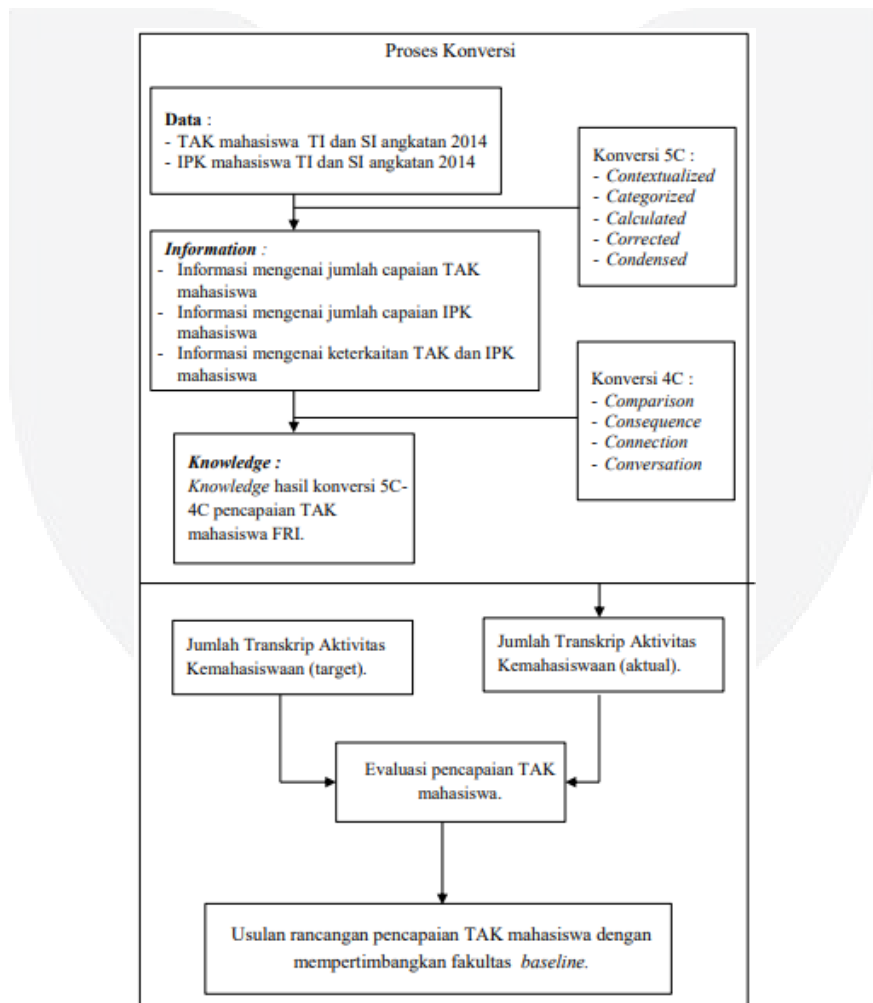 Proses Konversi
Data :
- TAK mahasiswa TI dan SI angkatan 2014
- IPK mahasiswa TI dan SI angkatan 2014
Konversi 5C :
- Contextualized
- Categorized
- Calculated
- Corrected
- Condensed
Information :
- Informasi mengenai jumlah capaian TAK
mahasiswa
- Informasi mengenai jumlah capaian IPK
mahasiswa
- Informasi mengenai keterkaitan TAK dan IPK
mahasiswa
Konversi 4C :
- Comparison
- Consequence
- Connection
- Conversation
Knowledge :
Knowledge hasil konversi 5C-
4C pencapaian TAK
mahasiswa FRI.
Jumlah Transkrip Aktivitas
Kemahasiswaan (target).
Jumlah Transkrip Aktivitas
Kemahasiswaan (aktual).
Evaluasi pencapaian TAK
mahasiswa.
Usulan rancangan pencapaian TAK mahasiswa dengan
mempertimbangkan fakultas baseline.